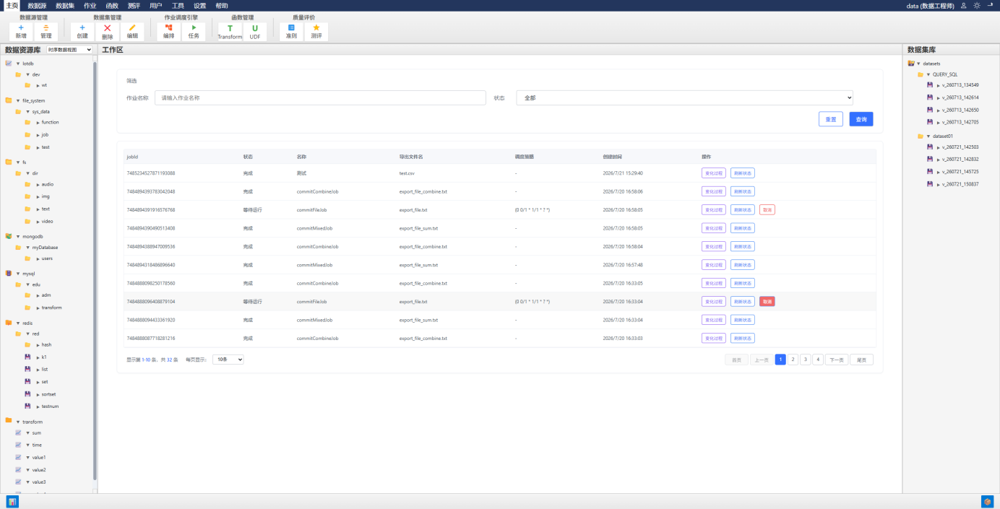 主页 数据源 数据集 作业 函数 测评 用户 工具 设置 帮助 data (数据工程师)
数据源管理 数据集管理 作业调度引擎 函数管理 质量评价
新增 管理 创建 删除 编辑 编排 任务 Transform UDF 准则 测评
数据资源库 时序数据视图 工作区 数据集库
iotdb
dev
wt
file_system
sys_data
function
job
test
fs
dir
audio
img
text
video
mongodb
myDatabase
users
mysql
edu
adm
transform
redis
red
hash
k1
list
set
sortset
testnum
transform
sum
time
value1
value2
value3
筛选
作业名称 请输入作业名称 状态 全部
重置 查询
jobId 状态 名称 导出文件名 调度策略 创建时间 操作
7485234527871193088 完成 测试 test.csv - 2026/7/21 15:29:40 变化过程 刷新状态
7484894393783042048 完成 commitCombineJob export_file_combine.txt - 2026/7/20 16:58:06 变化过程 刷新状态
7484894391916576768 等待运行 commitFileJob export_file.txt (0 0/1 * 1/1 * ? *) 2026/7/20 16:58:05 变化过程 刷新状态 取消
7484894390490513408 完成 commitMixedJob export_file_sum.txt - 2026/7/20 16:58:05 变化过程 刷新状态
7484894388947009536 完成 commitCombineJob export_file_combine.txt - 2026/7/20 16:58:04 变化过程 刷新状态
7484894318486896640 完成 commitMixedJob export_file_sum.txt - 2026/7/20 16:57:48 变化过程 刷新状态
7484888098250178560 完成 commitCombineJob export_file_combine.txt - 2026/7/20 16:33:05 变化过程 刷新状态
7484888096408879104 等待运行 commitFileJob export_file.txt (0 0/1 * 1/1 * ? *) 2026/7/20 16:33:04 变化过程 刷新状态 取消
7484888094433361920 完成 commitMixedJob export_file_sum.txt - 2026/7/20 16:33:04 变化过程 刷新状态
7484888087718281216 完成 commitCombineJob export_file_combine.txt - 2026/7/20 16:33:03 变化过程 刷新状态
显示第 1-10 条，共 32 条 每页显示： 10条 首页 上一页 1 2 3 4 下一页 尾页
datasets
QUERY_SQL
v_260713_134549
v_260713_142614
v_260713_142650
v_260713_142705
dataset01
v_260721_142503
v_260721_142832
v_260721_145725
v_260721_150837